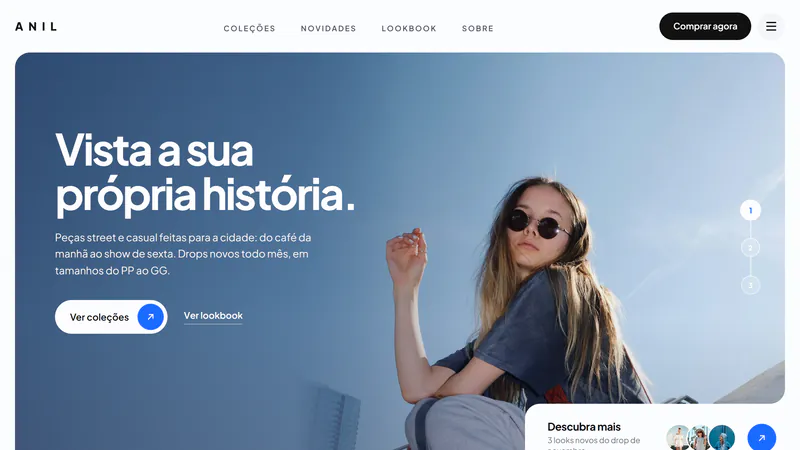 ANIL
COLEÇÕES NOVIDADES LOOKBOOK SOBRE
Comprar agora
Vista a sua
própria história.
Peças street e casual feitas para a cidade: do café da
manhã ao show de sexta. Drops novos todo mês, em
tamanhos do PP ao GG.
Ver coleções
Ver lookbook
1
2
3
Descubra mais
3 looks novos do drop de